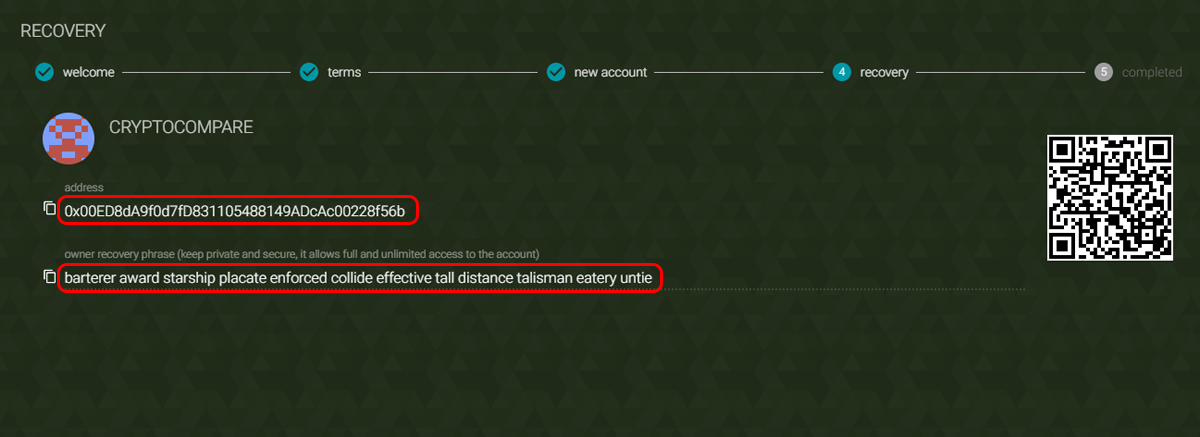 RECOVERY
welcome
terms
new account
4 recovery
5 completed
CRYPTOCOMPARE
address
0x00ED8dA9f0d7fD831105488149ADcAc00228f56b
owner recovery phrase (keep private and secure, it allows full and unlimited access to the account)
barterer award starship placate enforced collide effective tall distance talisman eatery untie